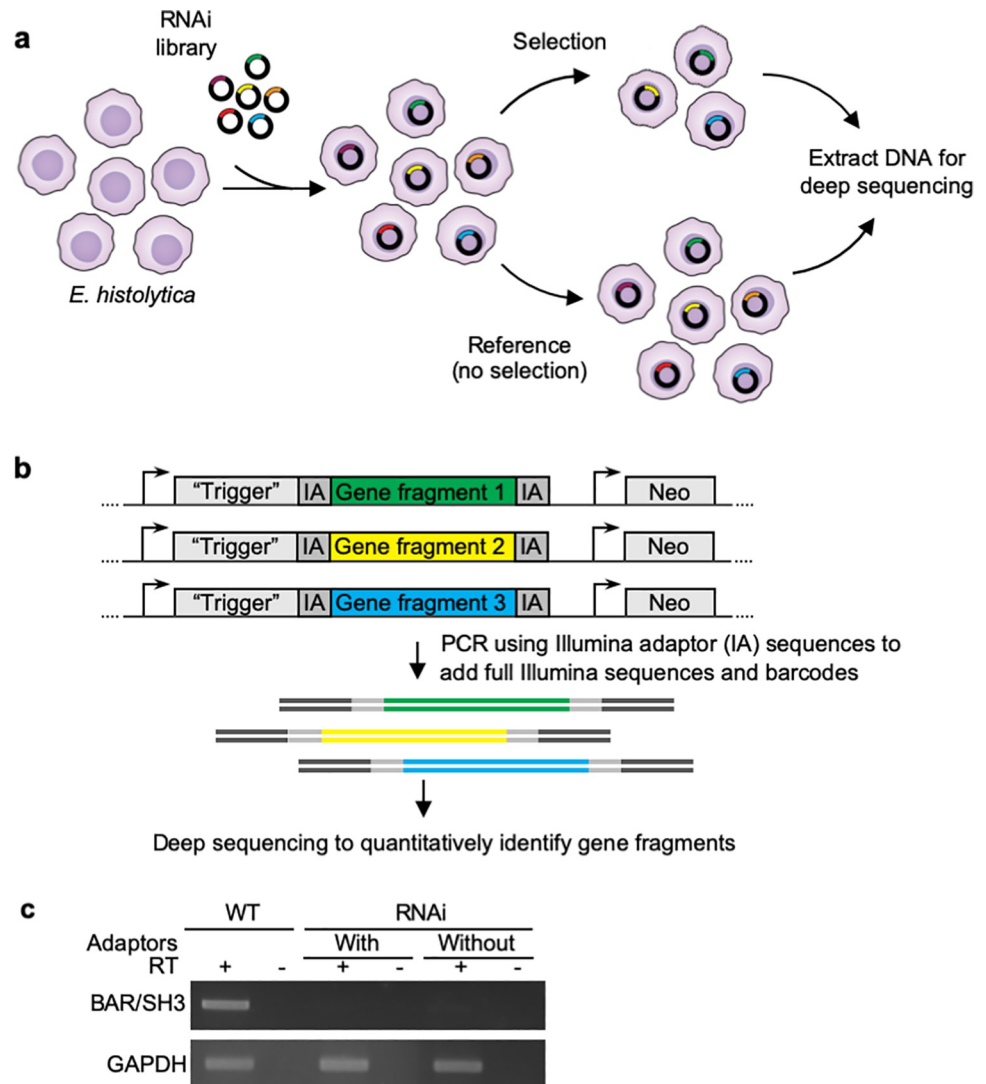 a
RNAi
library
Selection
Extract DNA for
deep sequencing
E. histolytica
Reference
(no selection)
b
“Trigger” IA Gene fragment 1 IA Neo
“Trigger” IA Gene fragment 2 IA Neo
“Trigger” IA Gene fragment 3 IA Neo
PCR using Illumina adaptor (IA) sequences to
add full Illumina sequences and barcodes
Deep sequencing to quantitatively identify gene fragments
c
WT RNAi
Adaptors With Without
RT + - + - + -
BAR/SH3
GAPDH